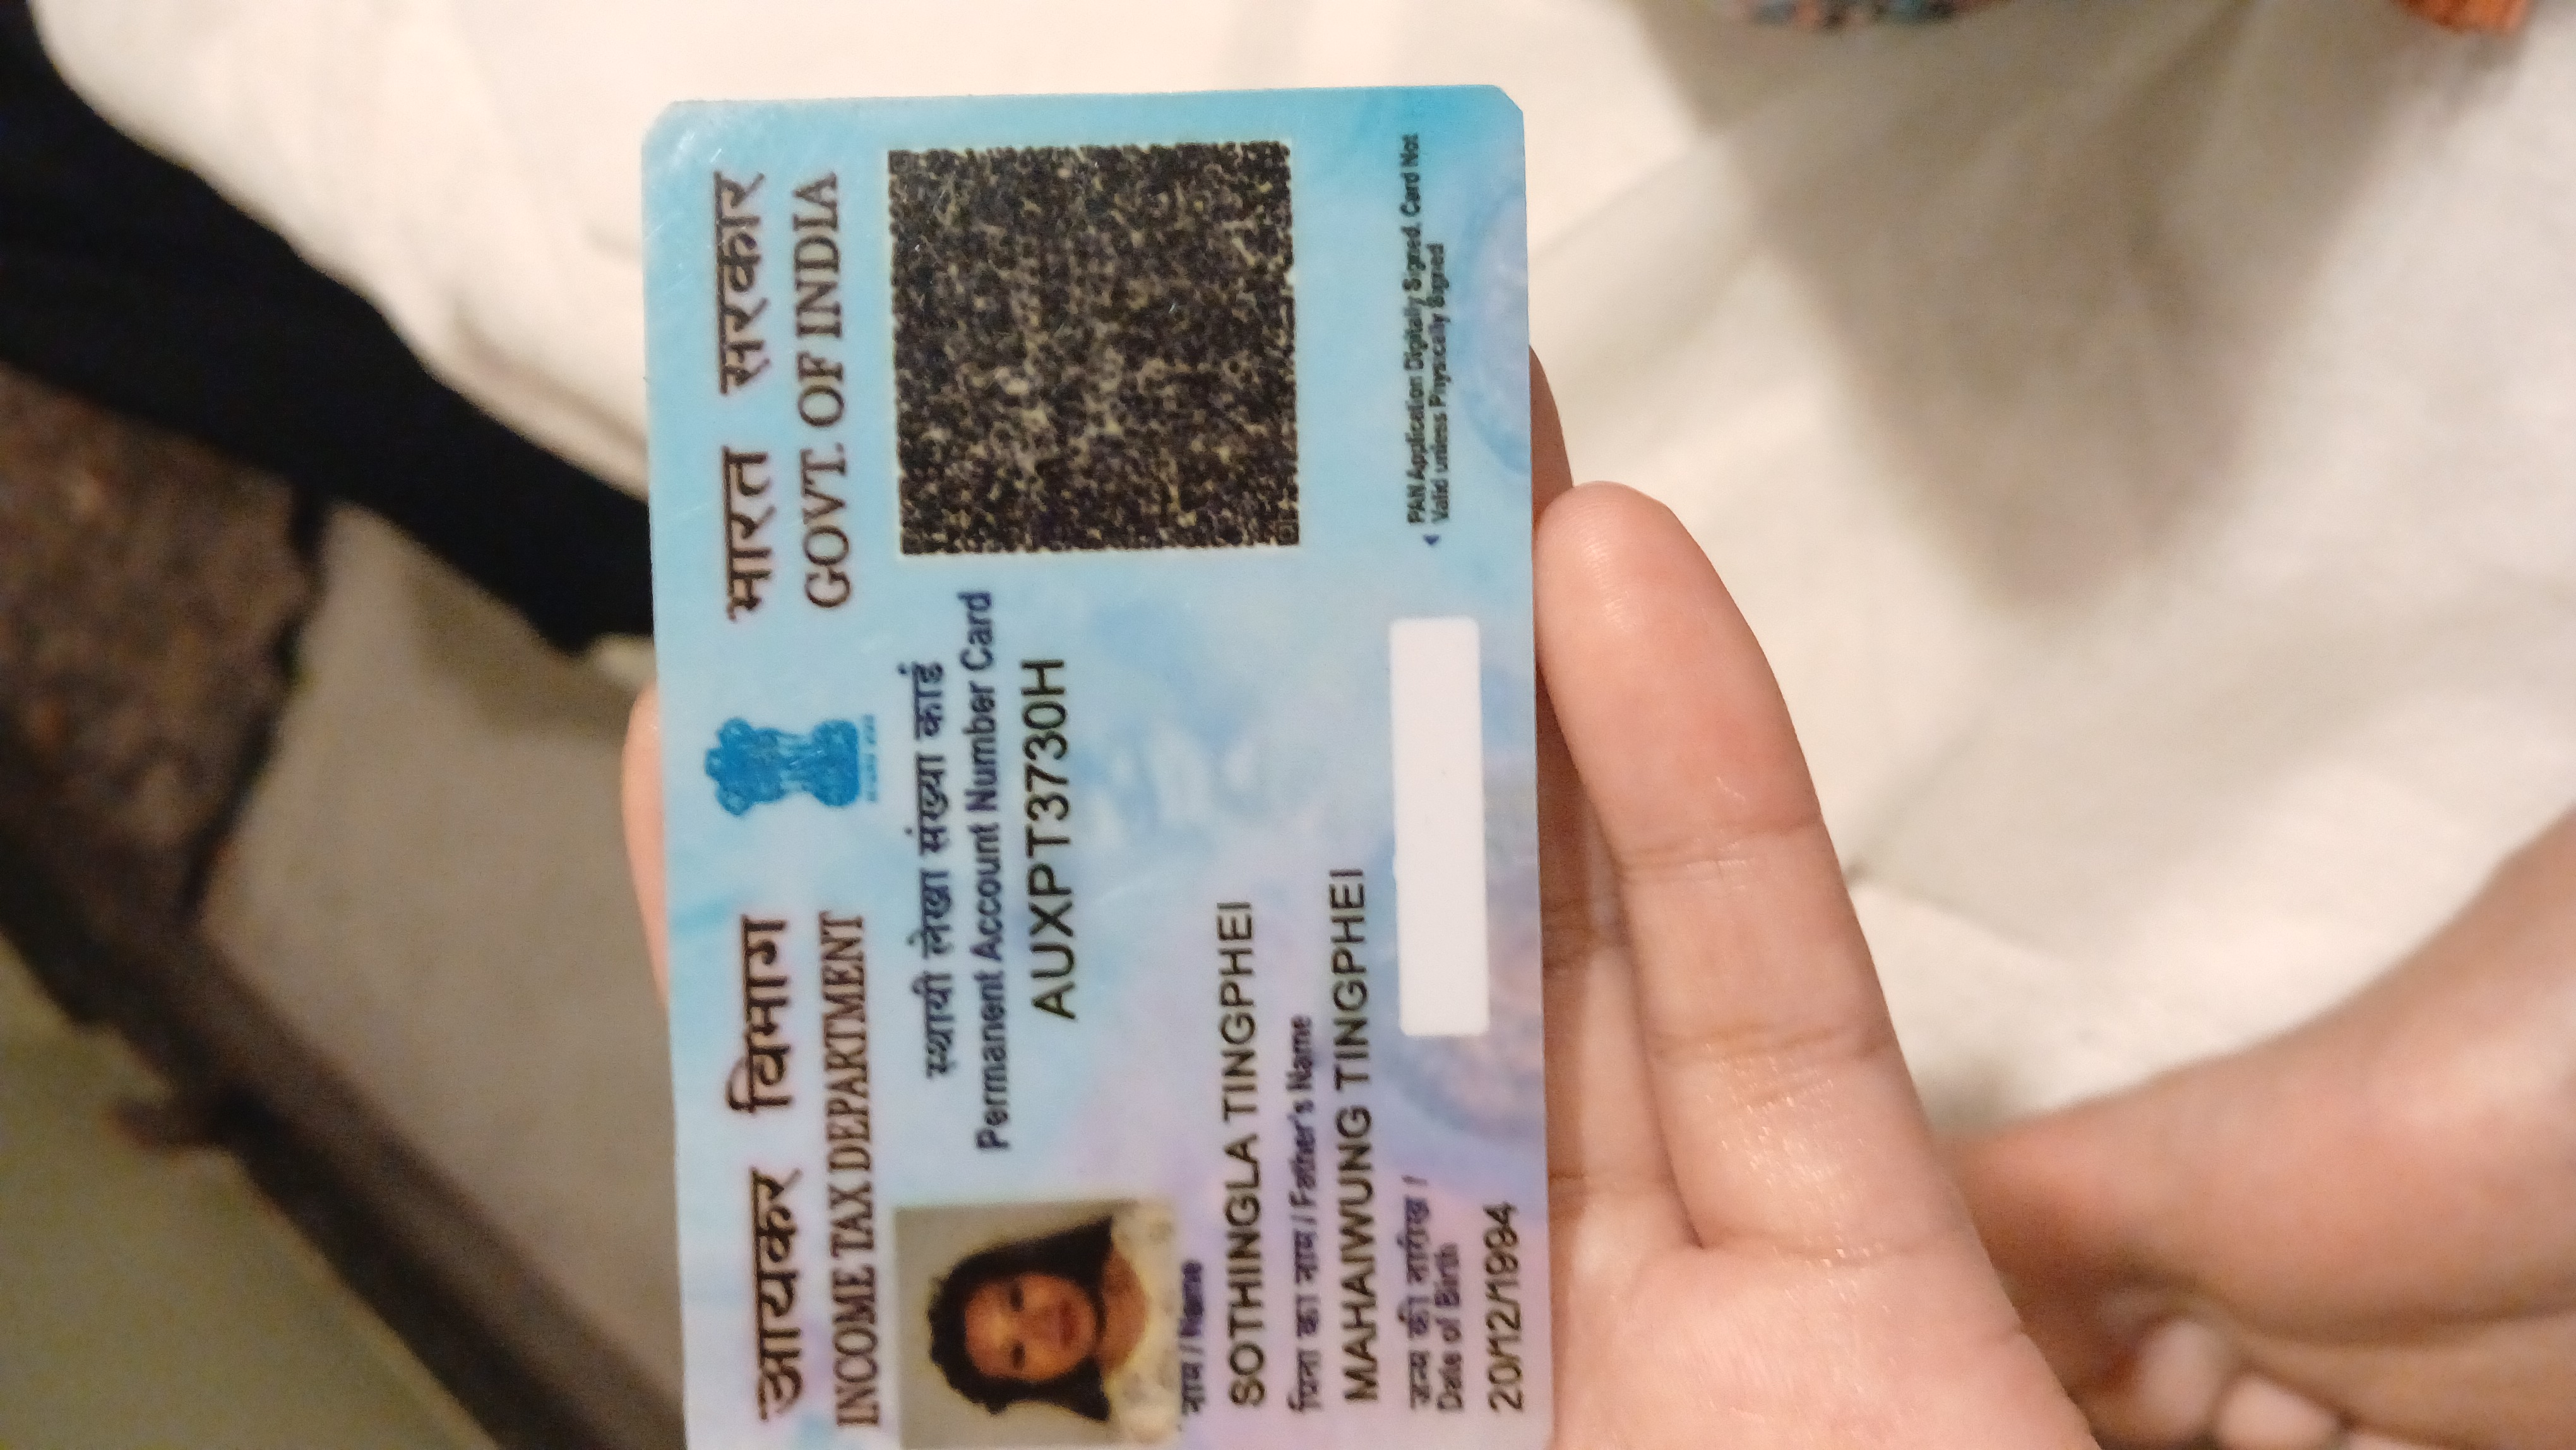 आयकर विभाग
INCOME TAX DEPARTMENT
भारत सरकार
GOVT. OF INDIA
स्थायी लेखा संख्या कार्ड
Permanent Account Number Card
AUXPT3730H
नाम / Name
SOTHINGLA TINGPHEI
पिता का नाम / Father's Name
MAHAIWUNG TINGPHEI
जन्म की तारीख /
Date of Birth
20/12/1994
PAN Application Digitally Signed, Card Not
Valid unless Physically Signed